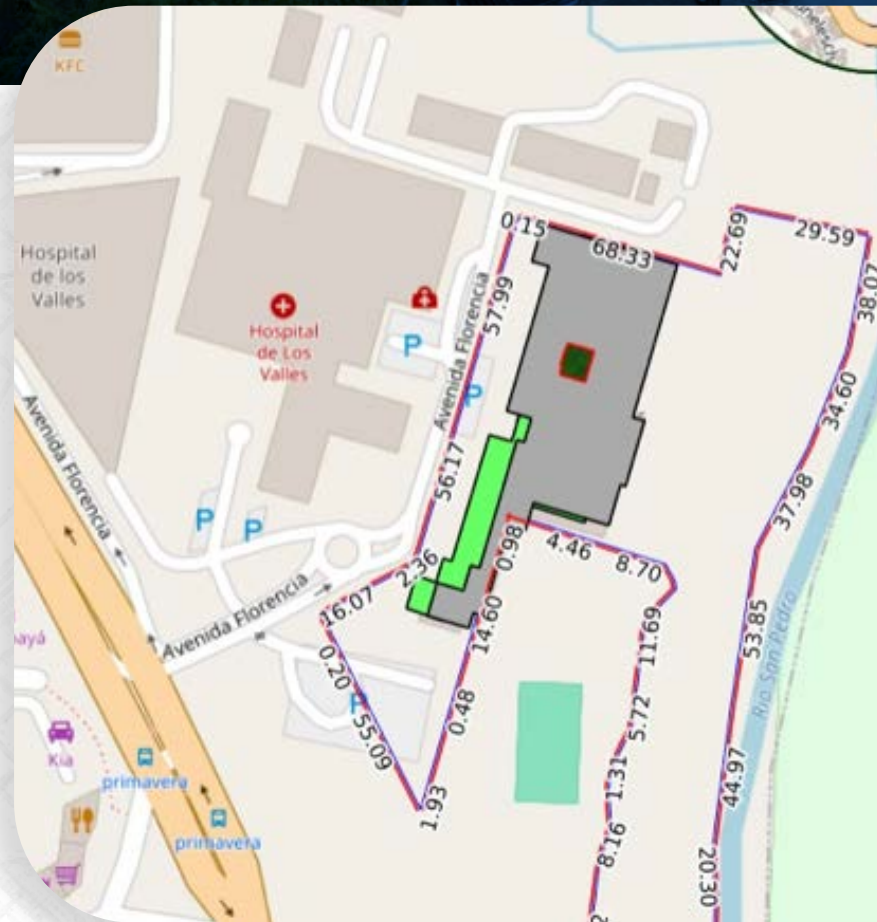 KFC
Hospital
de los
Valles
Hospital
de Los
Valles
P
P
P
P
P
Avenida Florencia
Avenida Florencia
Avenida Florencia
Kia
primavera
primavera
Río San Pedro
0.15
68.33
22.69
29.59
38.07
34.60
37.98
53.85
44.97
20.30
57.99
56.17
2.36
16.07
0.20
55.09
1.93
0.48
14.60
0.98
4.46
8.70
11.69
5.72
1.31
8.16